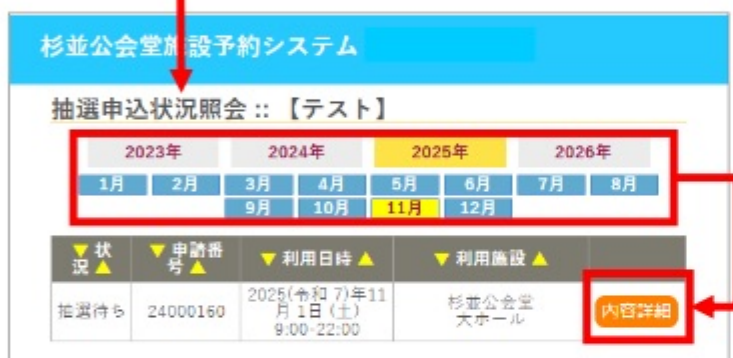 杉並公会堂施設予約システム
抽選申込状況照会 :: 【テスト】
2023年 2024年 2025年 2026年
1月 2月 3月 4月 5月 6月 7月 8月
9月 10月 11月 12月
▼状況▲ ▼申請番号▲ ▼利用日時▲ ▼利用施設▲
抽選待ち 24000160 2025(令和 7)年11月 1日 (土) 9:00-22:00 杉並公会堂 大ホール 内容詳細